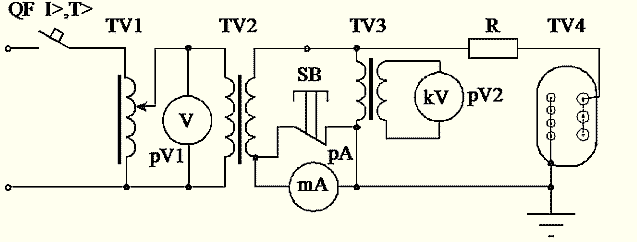 QF I>,T>
TV1
TV2
TV3
R
TV4
SB
V
kV
pV2
pV1
pA
mA